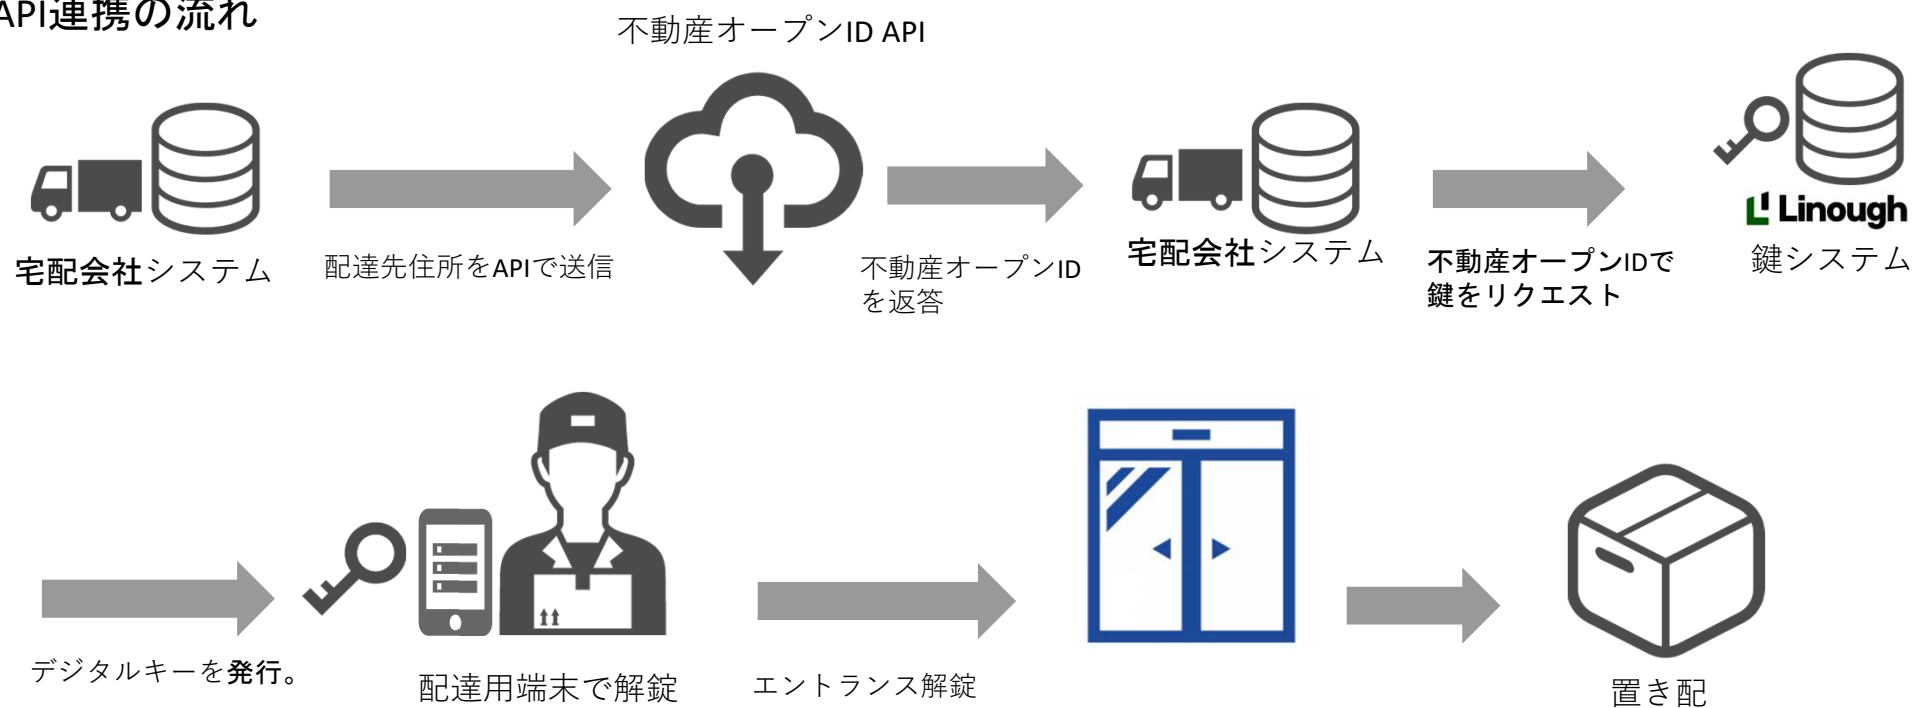 API連携の流れ
不動産オープンID API
宅配会社システム
配達先住所をAPIで送信
不動産オープンID
を返答
宅配会社システム
不動産オープンIDで
鍵をリクエスト
Linough
鍵システム
デジタルキーを発行。
配達用端末で解錠
エントランス解錠
置き配